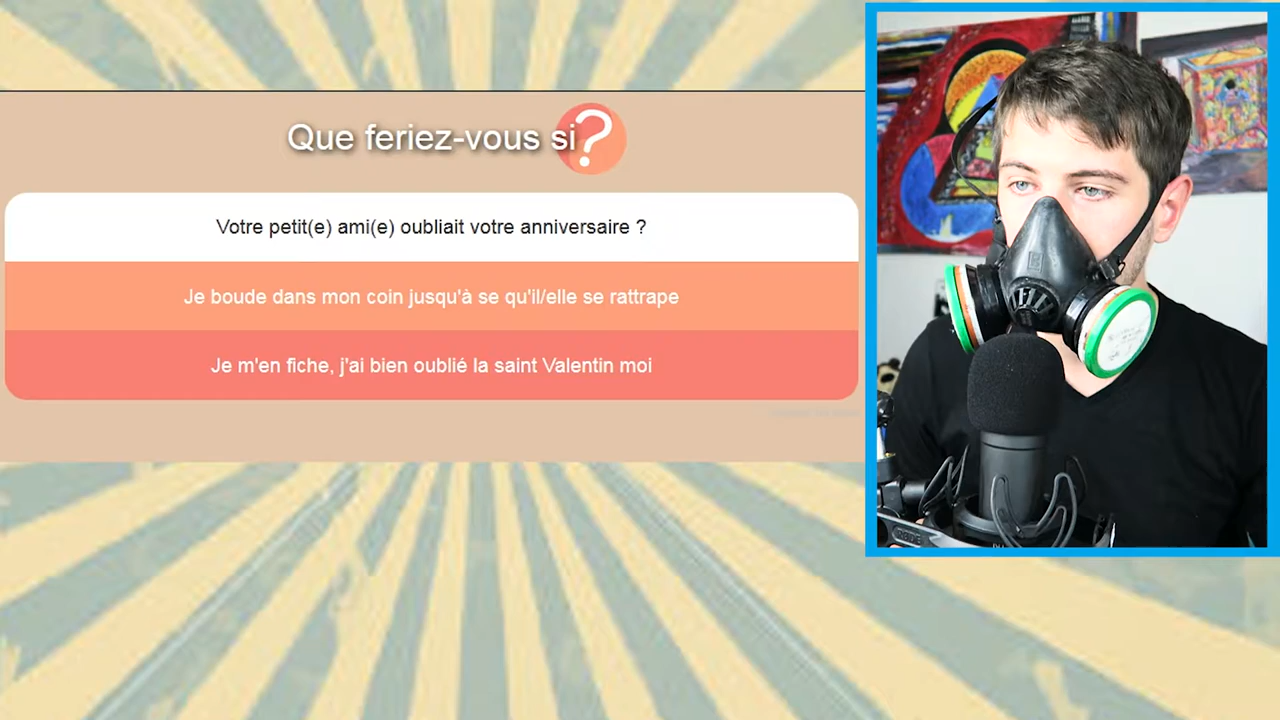 Que feriez-vous si?
Votre petit(e) ami(e) oubliait votre anniversaire ?
Je boude dans mon coin jusqu'à se qu'il/elle se rattrape
Je m'en fiche, j'ai bien oublié la saint Valentin moi